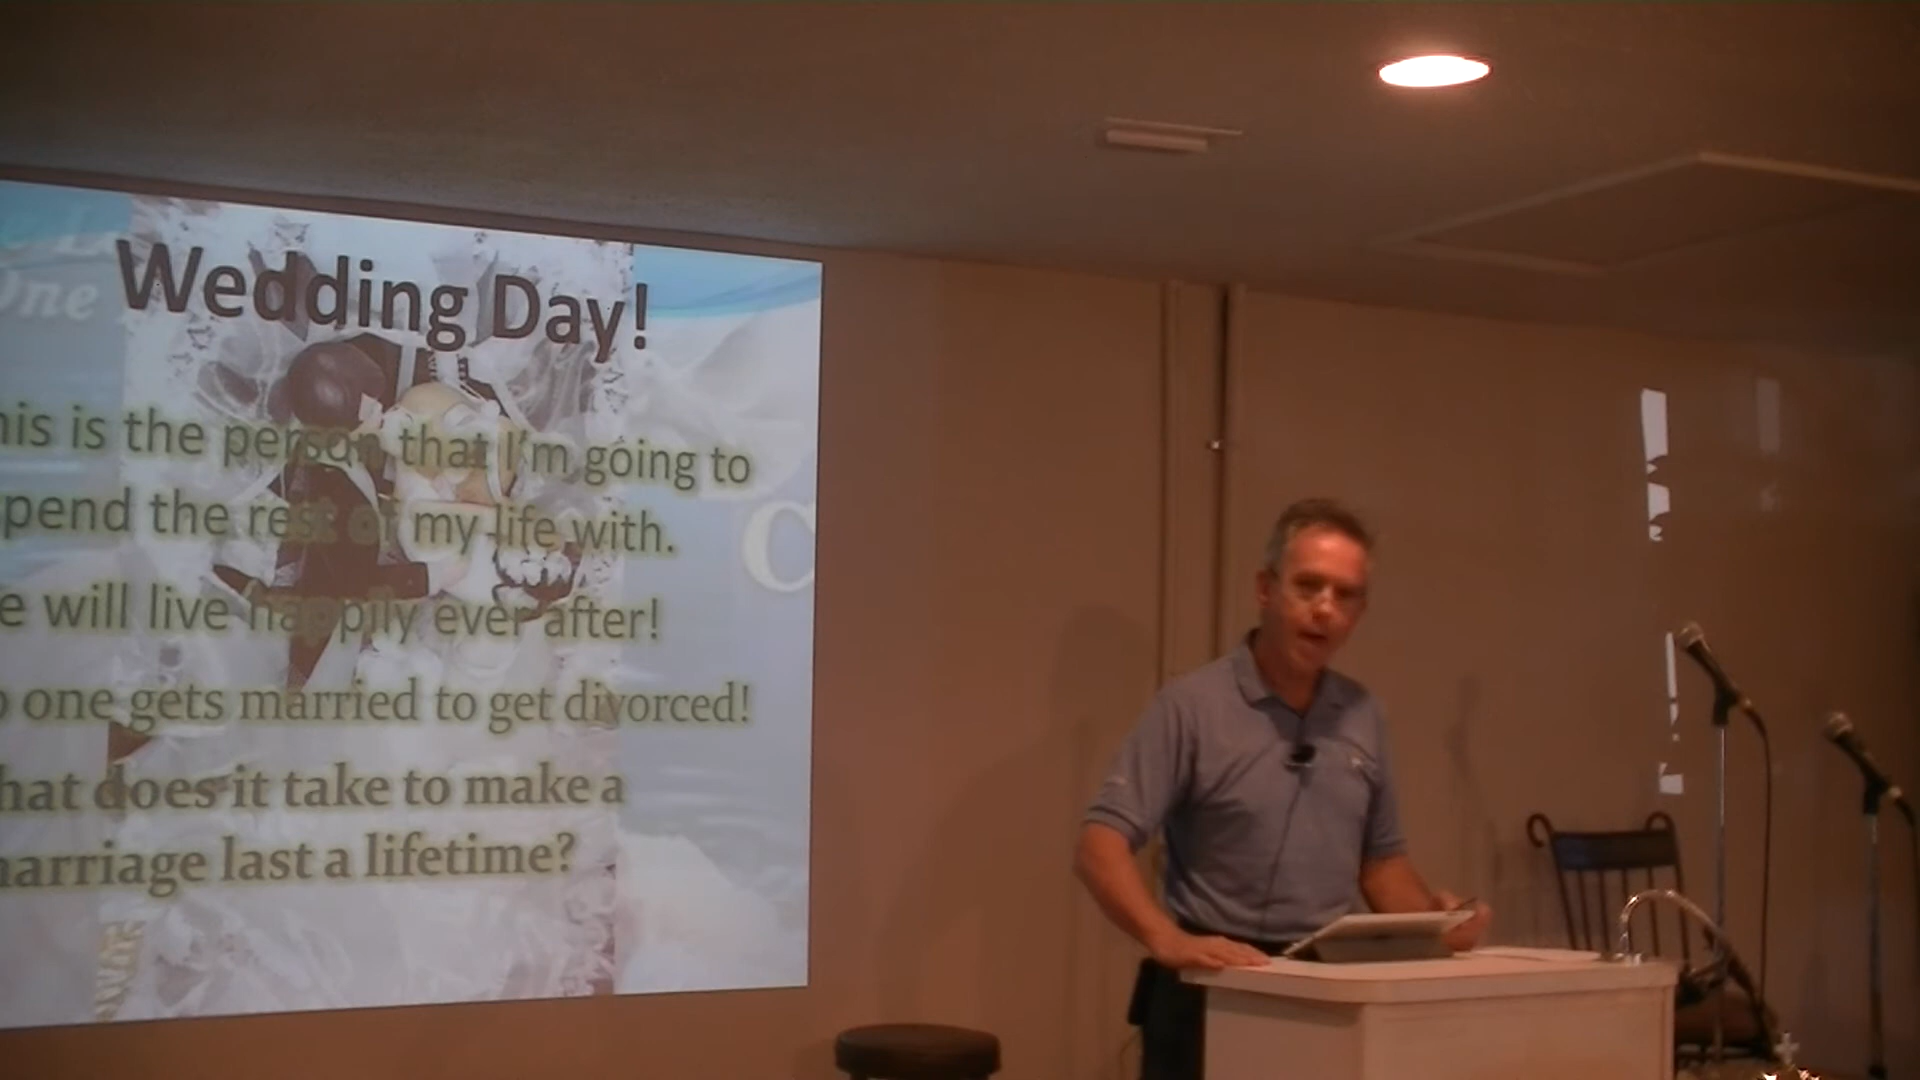 One
Wedding Day!
his is the person that I'm going to
pend the rest of my life with.
e will live happily ever after!
o one gets married to get divorced!
hat does it take to make a
narriage last a lifetime?